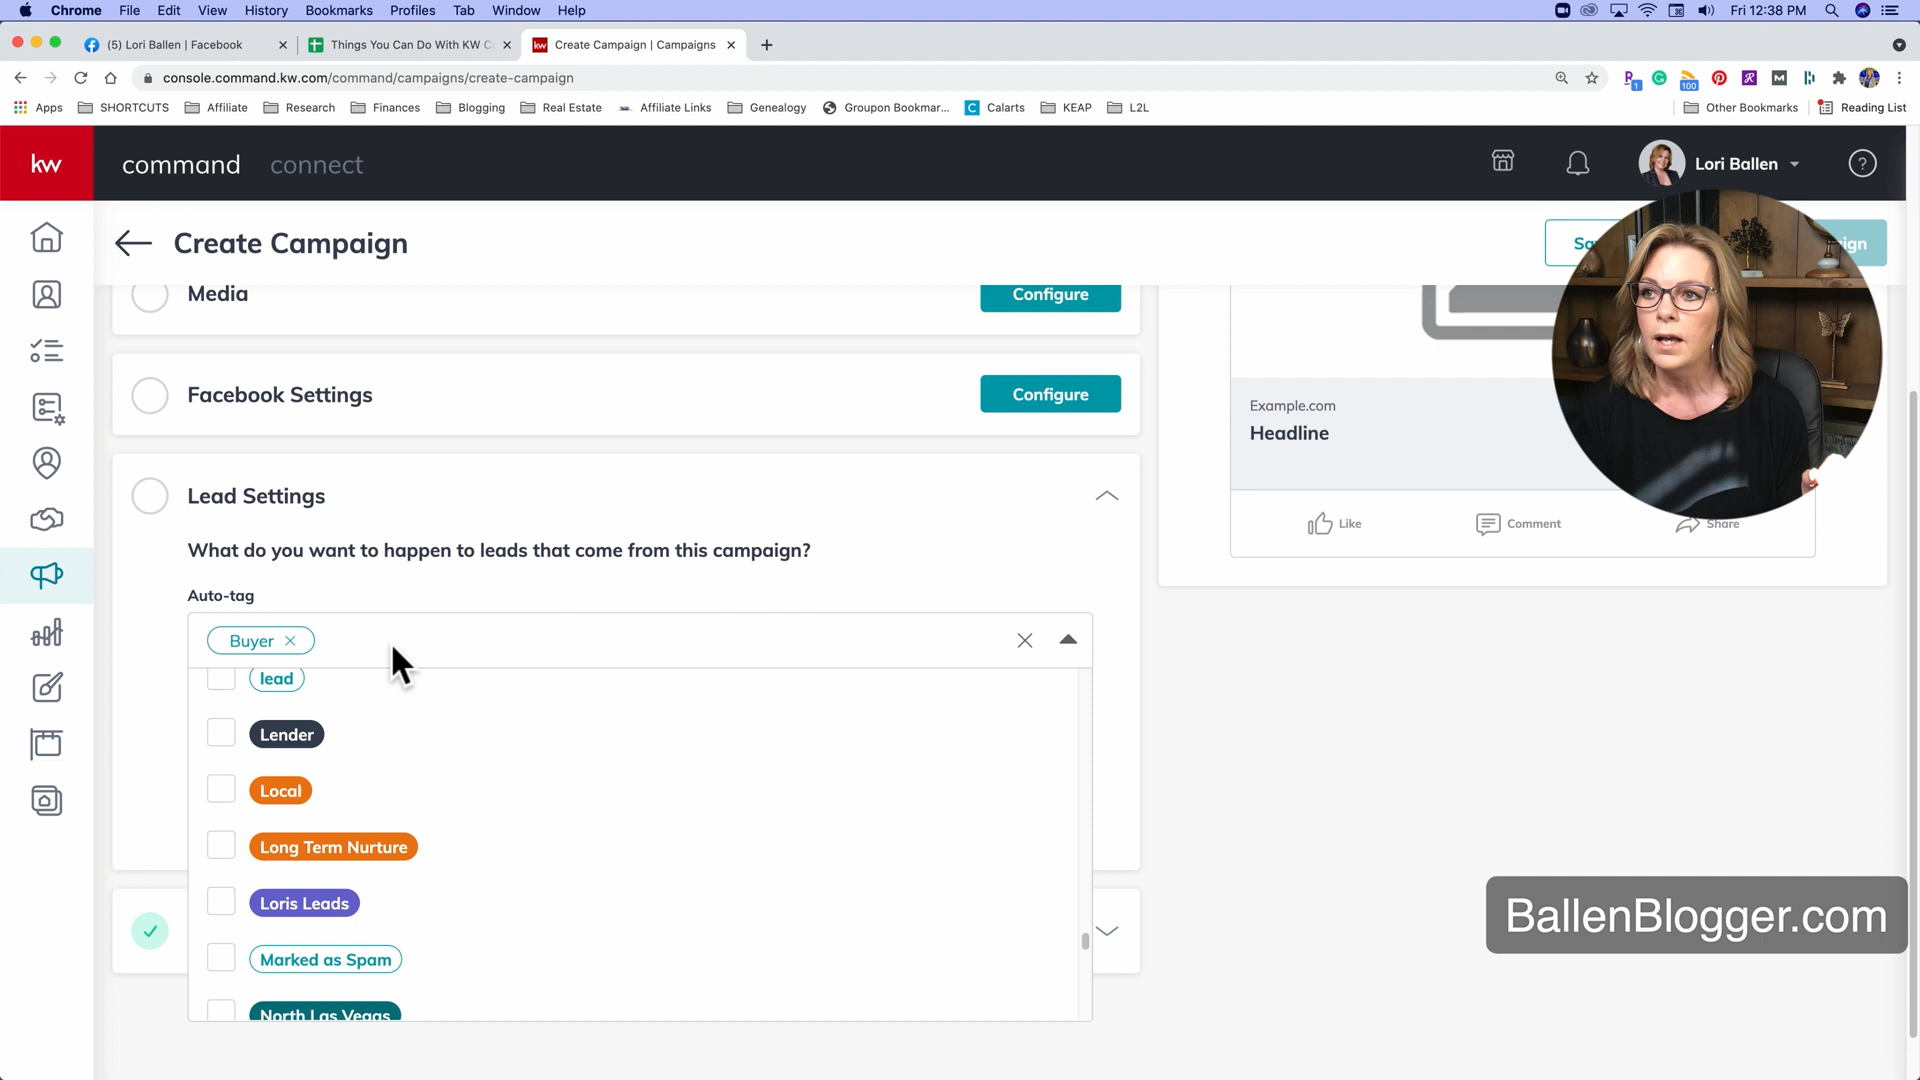 Chrome File Edit View History Bookmarks Profiles Tab Window Help Fri 12:38 PM
(5) Lori Ballen | Facebook Things You Can Do With KW C Create Campaign | Campaigns
console.command.kw.com/command/campaigns/create-campaign
1 100
Apps SHORTCUTS Affiliate Research Finances Blogging Real Estate Affiliate Links Genealogy Groupon Bookmar... Calarts KEAP L2L Other Bookmarks Reading List
kw command connect Lori Ballen
Create Campaign
Media Configure
Facebook Settings Configure
Example.com
Headline
Like Comment Share
Lead Settings
What do you want to happen to leads that come from this campaign?
Auto-tag
Buyer
lead
Lender
Local
Long Term Nurture
Loris Leads
Marked as Spam
North Las Vegas
BallenBlogger.com